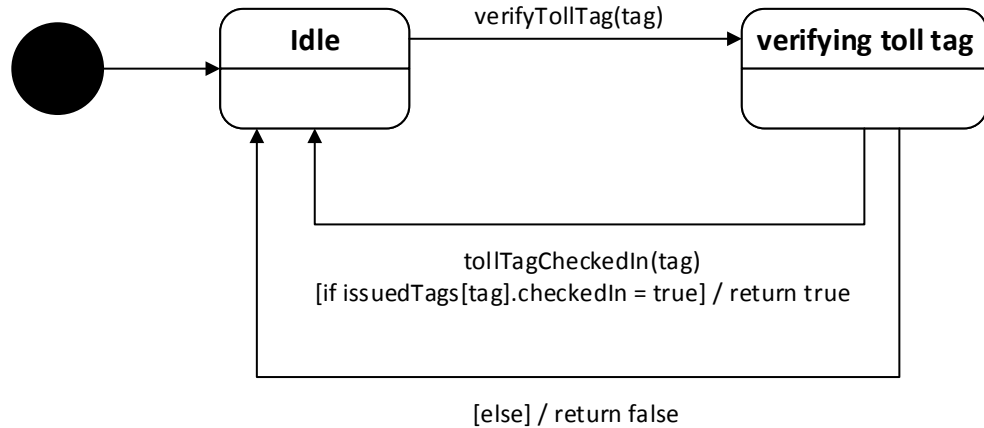 verifyTollTag(tag)
Idle
verifying toll tag
tollTagCheckedIn(tag)
[if issuedTags[tag].checkedIn = true] / return true
[else] / return false